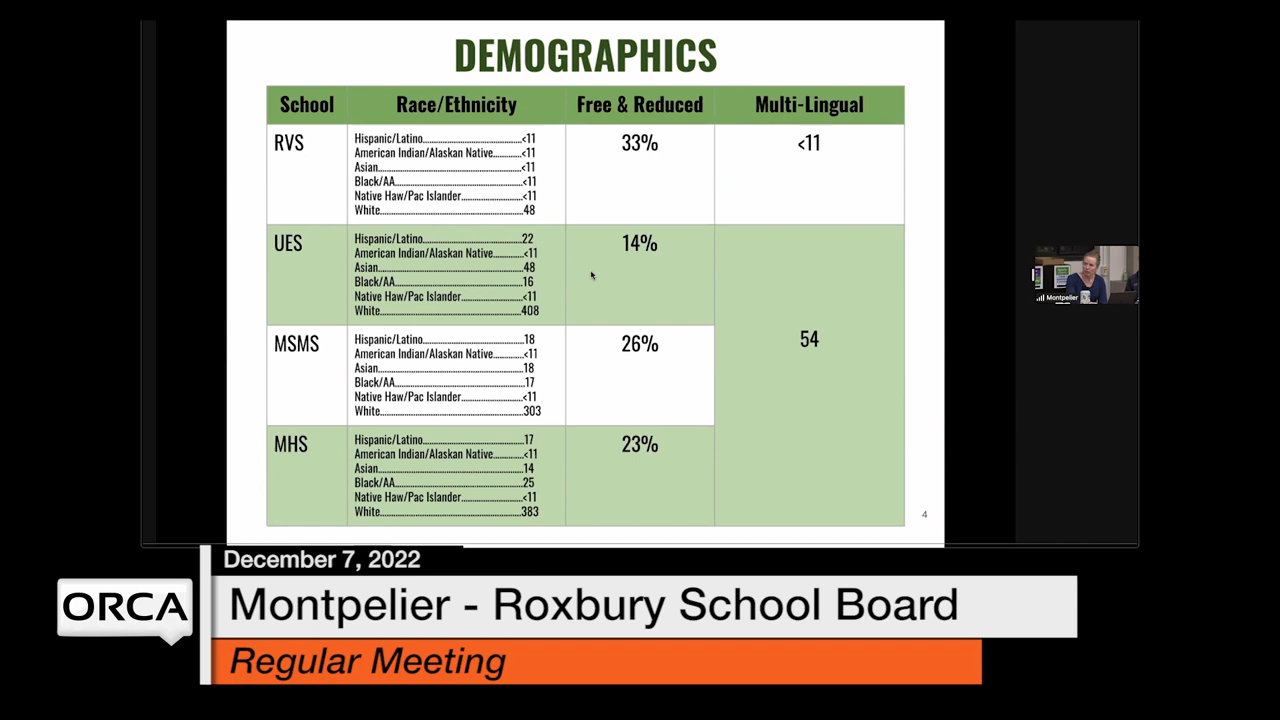 DEMOGRAPHICS
School Race/Ethnicity Free & Reduced Multi-Lingual
RVS
Hispanic/Latino..............................<11
American Indian/Alaskan Native............<11
Asian..............................<11
Black/AA..............................<11
Native Haw/Pac Islander....................<11
White..............................48
33%
<11
UES
Hispanic/Latino..............................22
American Indian/Alaskan Native............<11
Asian..............................48
Black/AA..............................16
Native Haw/Pac Islander....................<11
White..............................408
14%
54
MSMS
Hispanic/Latino..............................18
American Indian/Alaskan Native............<11
Asian..............................18
Black/AA..............................17
Native Haw/Pac Islander....................<11
White..............................303
26%
MHS
Hispanic/Latino..............................17
American Indian/Alaskan Native............<11
Asian..............................14
Black/AA..............................25
Native Haw/Pac Islander....................<11
White..............................383
23%
4
Montpelier
December 7, 2022
ORCA
Montpelier - Roxbury School Board
Regular Meeting